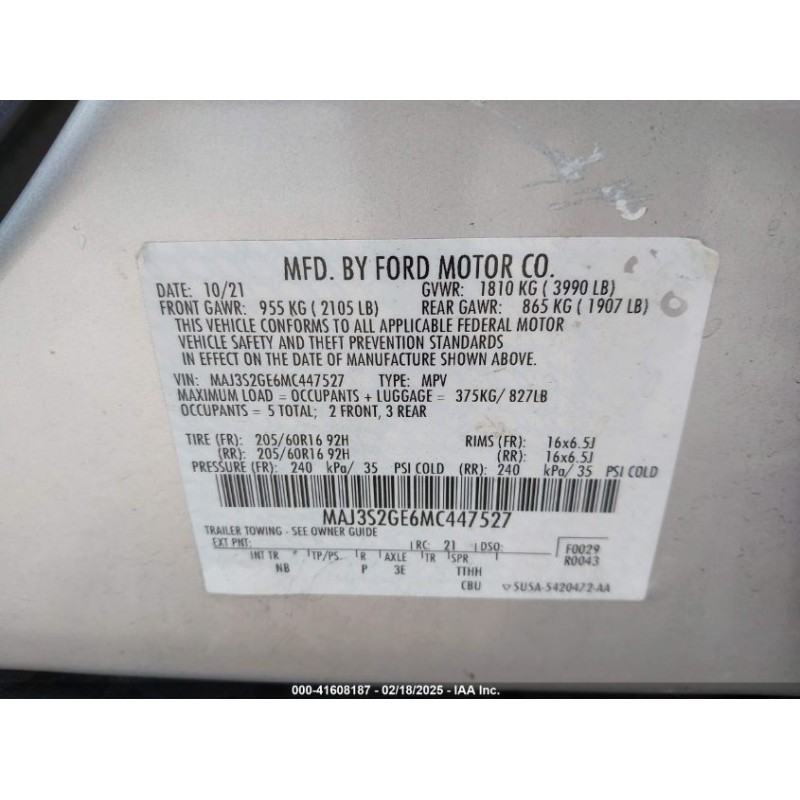 MFD. BY FORD MOTOR CO.
DATE: 10/21 GVWR: 1810 KG ( 3990 LB)
FRONT GAWR: 955 KG ( 2105 LB) REAR GAWR: 865 KG ( 1907 LB)
THIS VEHICLE CONFORMS TO ALL APPLICABLE FEDERAL MOTOR
VEHICLE SAFETY AND THEFT PREVENTION STANDARDS
IN EFFECT ON THE DATE OF MANUFACTURE SHOWN ABOVE.
VIN: MAJ3S2GE6MC447527 TYPE: MPV
MAXIMUM LOAD = OCCUPANTS + LUGGAGE = 375KG/ 827LB
OCCUPANTS = 5 TOTAL; 2 FRONT, 3 REAR
TIRE (FR): 205/60R16 92H RIMS (FR): 16x6.5J
(RR): 205/60R16 92H (RR): 16x6.5J
PRESSURE (FR): 240 kPa/ 35 PSI COLD (RR): 240 kPa/ 35 PSI COLD
MAJ3S2GE6MC447527
TRAILER TOWING - SEE OWNER GUIDE
EXT PNT: RC: 21 DSO: F0029
INT TR TP/PS R AXLE TR SPR R0043
NB P 3E TTHH
CBU SU5A-5420472-AA
000-41608187 - 02/18/2025 - IAA Inc.